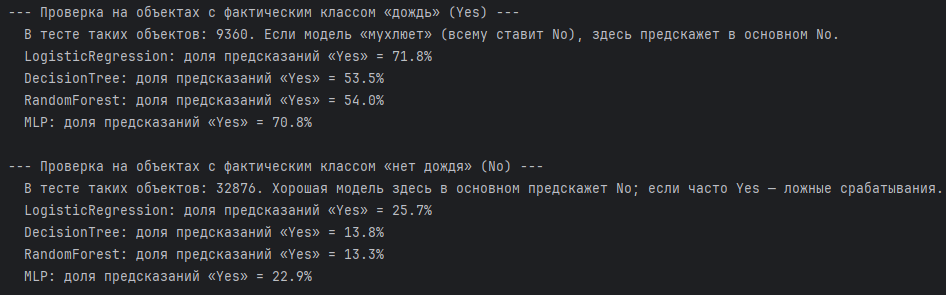 --- Проверка на объектах с фактическим классом «дождь» (Yes) ---
В тесте таких объектов: 9360. Если модель «мухлюет» (всему ставит No), здесь предскажет в основном No.
LogisticRegression: доля предсказаний «Yes» = 71.8%
DecisionTree: доля предсказаний «Yes» = 53.5%
RandomForest: доля предсказаний «Yes» = 54.0%
MLP: доля предсказаний «Yes» = 70.8%
--- Проверка на объектах с фактическим классом «нет дождя» (No) ---
В тесте таких объектов: 32876. Хорошая модель здесь в основном предскажет No; если часто Yes — ложные срабатывания.
LogisticRegression: доля предсказаний «Yes» = 25.7%
DecisionTree: доля предсказаний «Yes» = 13.8%
RandomForest: доля предсказаний «Yes» = 13.3%
MLP: доля предсказаний «Yes» = 22.9%